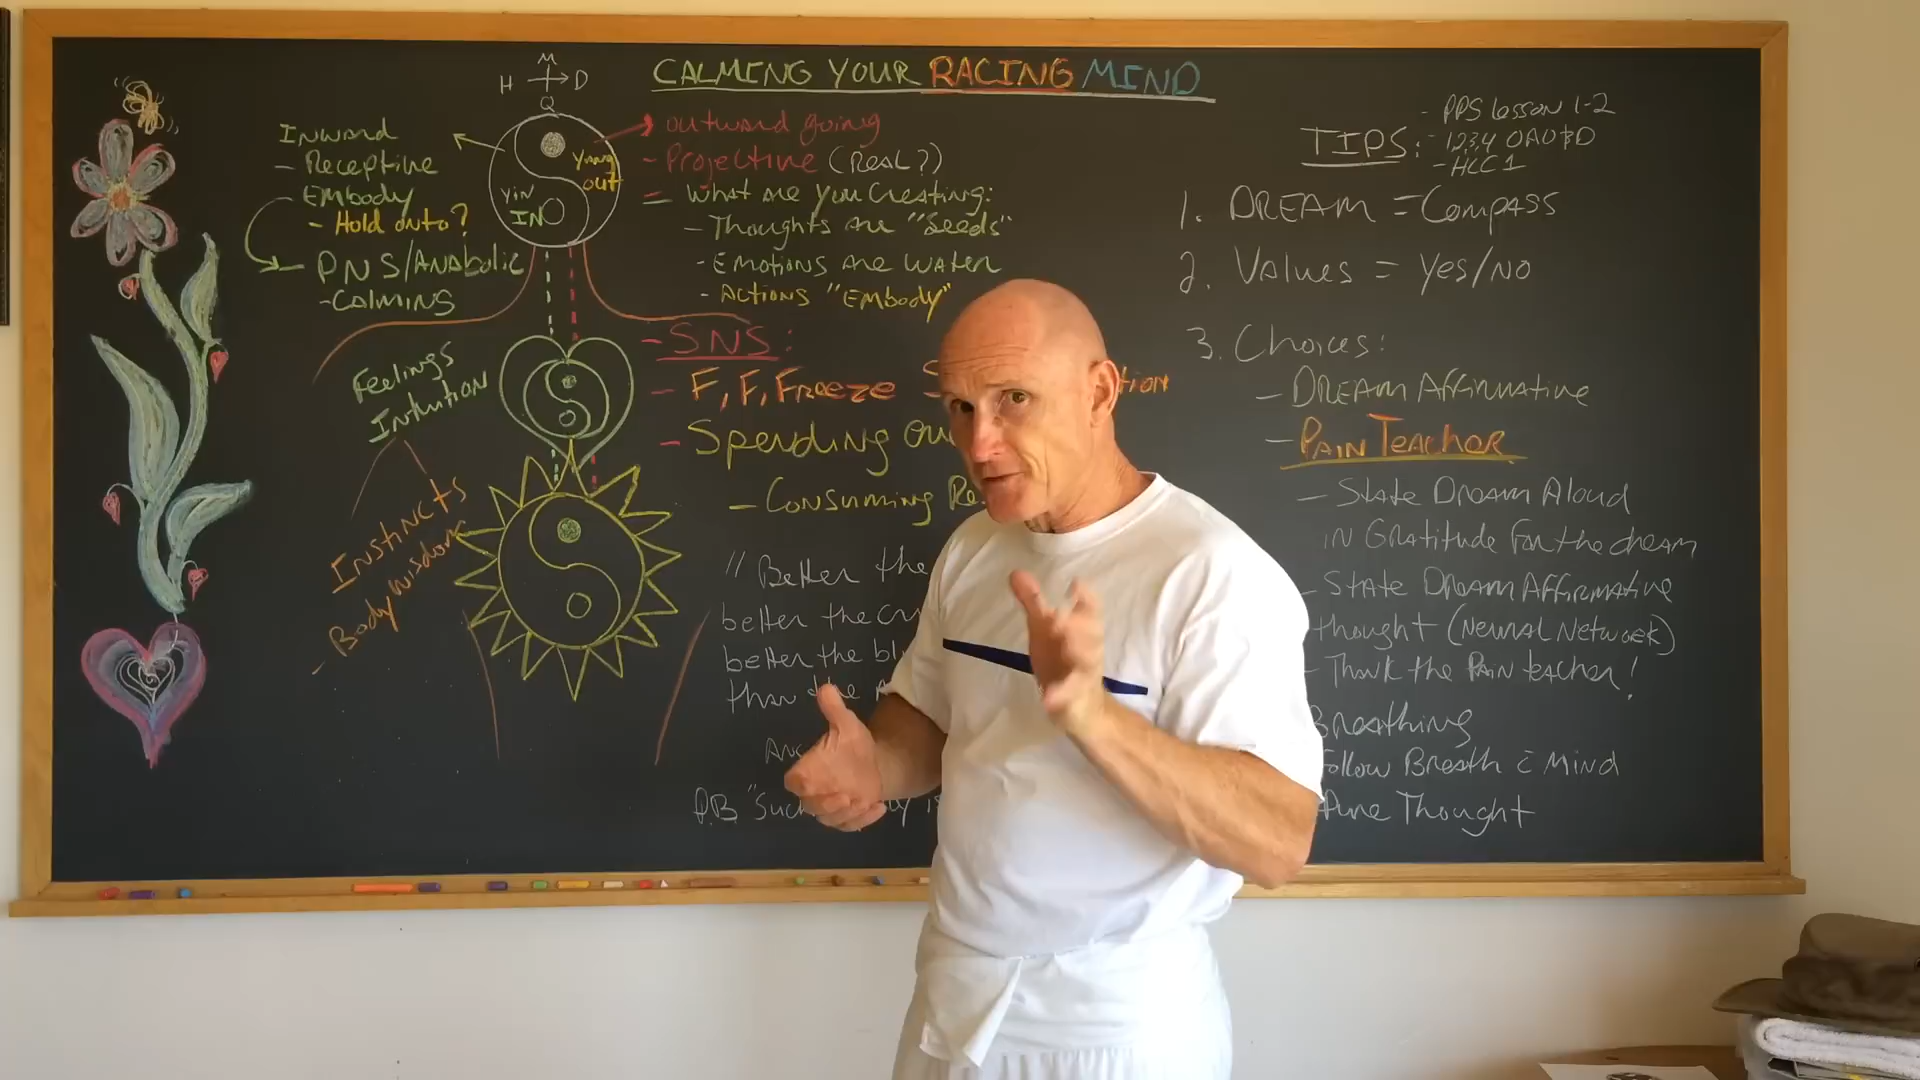 CALMING YOUR RACING MIND
M
H D
Q
Inward
- Receptive
- Embody
- Hold onto?
- PNS/Anabolic
- Calming
Yang
out
yin
IN
outward going
- Projective (Real?)
= What are you creating:
- Thoughts are "Seeds"
- Emotions are water
- Actions "Embody"
- SNS:
- F, F, Freeze
tion
- Spending
- Consuming
Feelings
Intuition
Instincts
Body wisdom
"Better the
better the
better the
than the
P.B. "Such
TIPS:
- PPS lesson 1-2
- 1,2,3,4
- HLC 1
1. DREAM = Compass
2. Values = Yes/No
3. Choices:
- DREAM Affirmative
- Pain Teacher
- State Dream Aloud
in Gratitude for the dream
- State Dream Affirmative
thought (Neural Network)
- Thank the Pain teacher!
Breathing
Follow Breath c Mind
Pure Thought